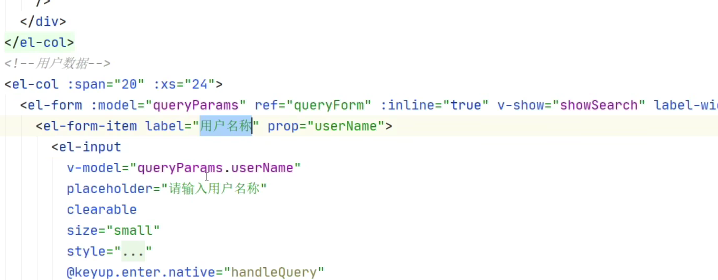 />
</div>
</el-col>
<!--用户数据-->
<el-col :span="20" :xs="24">
<el-form :model="queryParams" ref="queryForm" :inline="true" v-show="showSearch" label-wi
<el-form-item label="用户名称" prop="userName">
<el-input
v-model="queryParams.userName"
placeholder="请输入用户名称"
clearable
size="small"
style="..."
@keyup.enter.native="handleQuery"